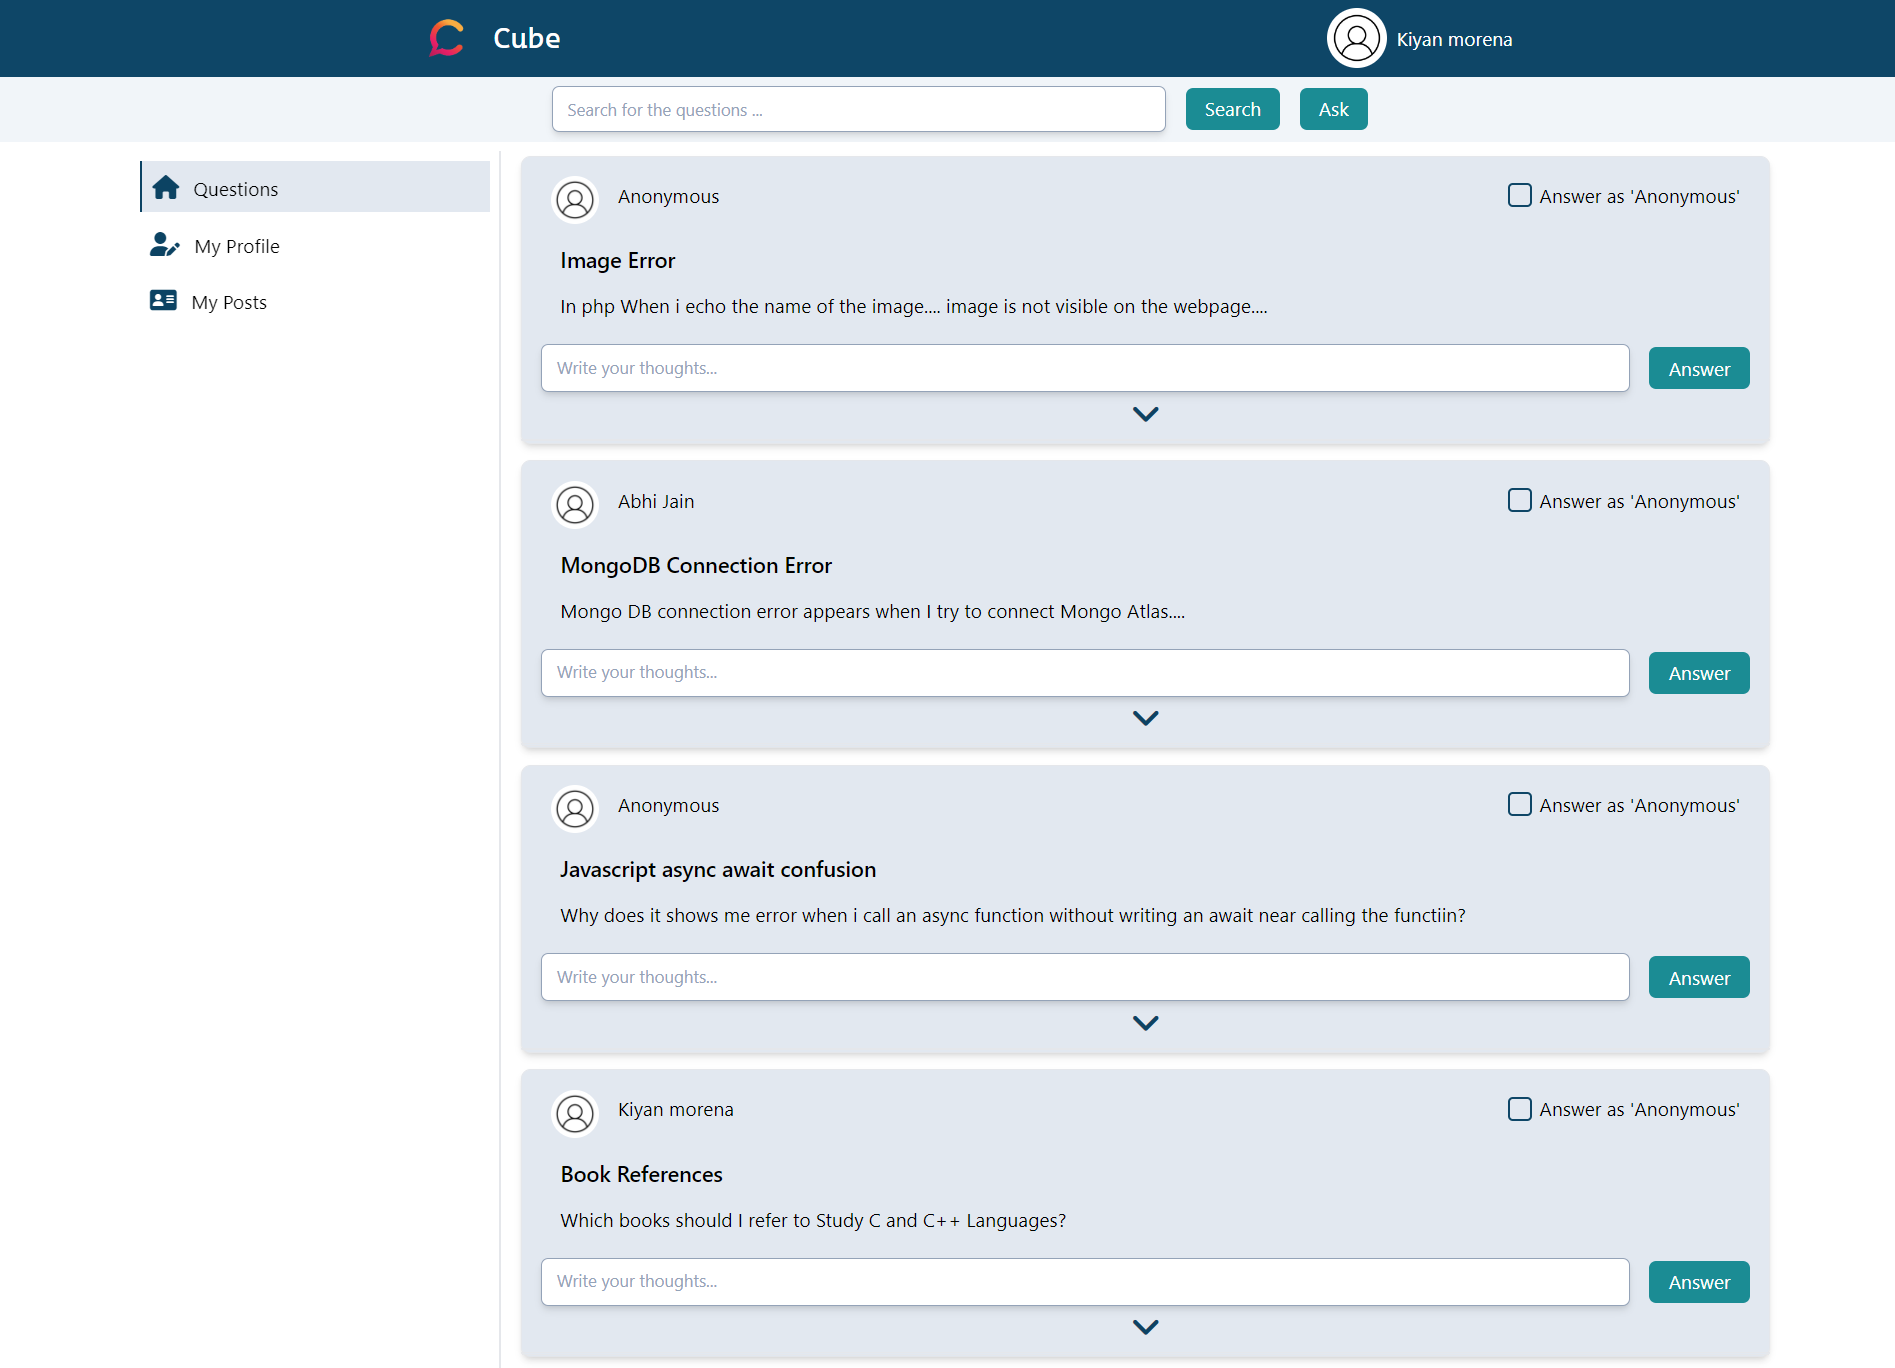 Cube
Kiyan morena
Search for the questions ...
Search
Ask
Questions
My Profile
My Posts
Anonymous
Answer as 'Anonymous'
Image Error
In php When i echo the name of the image.... image is not visible on the webpage....
Write your thoughts...
Answer
Abhi Jain
Answer as 'Anonymous'
MongoDB Connection Error
Mongo DB connection error appears when I try to connect Mongo Atlas....
Write your thoughts...
Answer
Anonymous
Answer as 'Anonymous'
Javascript async await confusion
Why does it shows me error when i call an async function without writing an await near calling the functiin?
Write your thoughts...
Answer
Kiyan morena
Answer as 'Anonymous'
Book References
Which books should I refer to Study C and C++ Languages?
Write your thoughts...
Answer